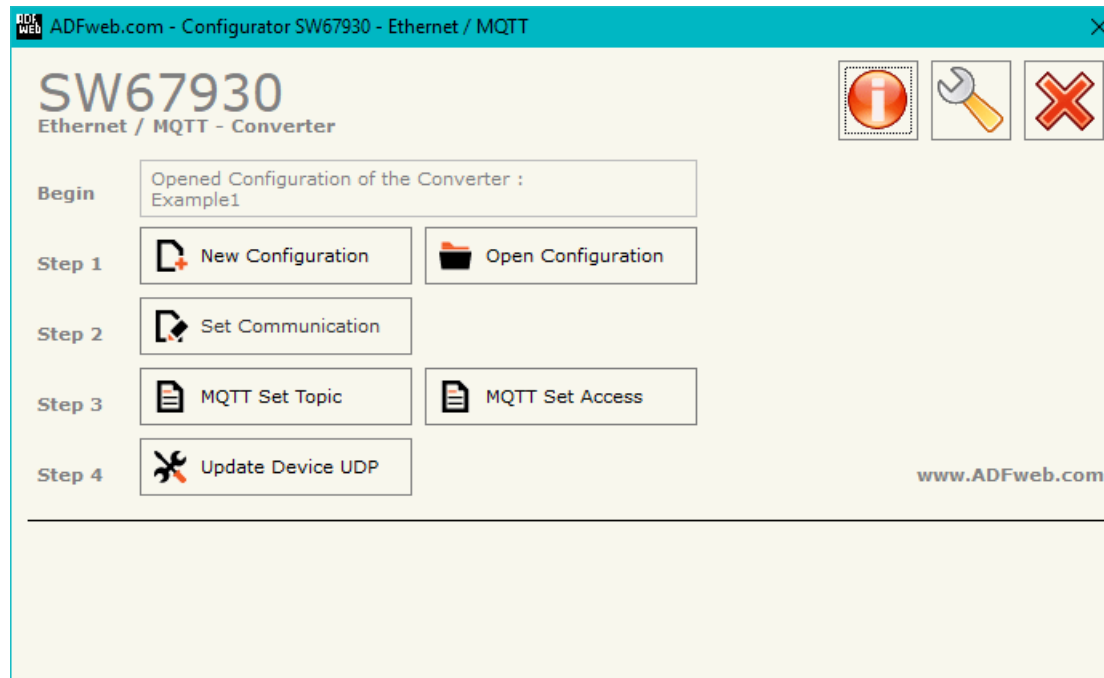 ADF
WEB
ADFweb.com - Configurator SW67930 - Ethernet / MQTT
SW67930
Ethernet / MQTT - Converter
Begin
Opened Configuration of the Converter :
Example1
Step 1
New Configuration
Open Configuration
Step 2
Set Communication
Step 3
MQTT Set Topic
MQTT Set Access
Step 4
Update Device UDP
www.ADFweb.com